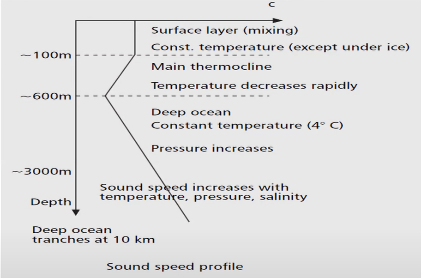 c
Surface layer (mixing)
Const. temperature (except under ice)
~100m
Main thermocline
Temperature decreases rapidly
~600m
Deep ocean
Constant temperature (4° C)
Pressure increases
~3000m
Sound speed increases with
temperature, pressure, salinity
Depth
Deep ocean
tranches at 10 km
Sound speed profile